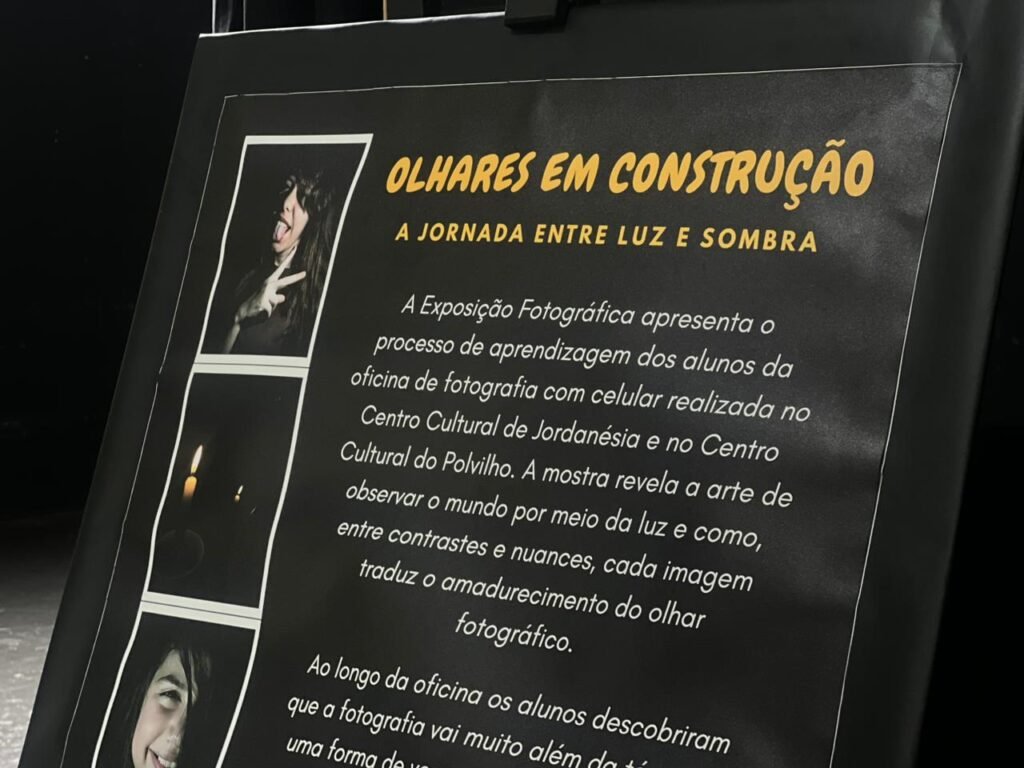 OLHARES EM CONSTRUÇÃO
A JORNADA ENTRE LUZ E SOMBRA
A Exposição Fotográfica apresenta o
processo de aprendizagem dos alunos da
oficina de fotografia com celular realizada no
Centro Cultural de Jordanésia e no Centro
Cultural do Polvilho. A mostra revela a arte de
observar o mundo por meio da luz e como,
entre contrastes e nuances, cada imagem
traduz o amadurecimento do olhar
fotográfico.
Ao longo da oficina os alunos descobriram
que a fotografia vai muito além da
uma forma de